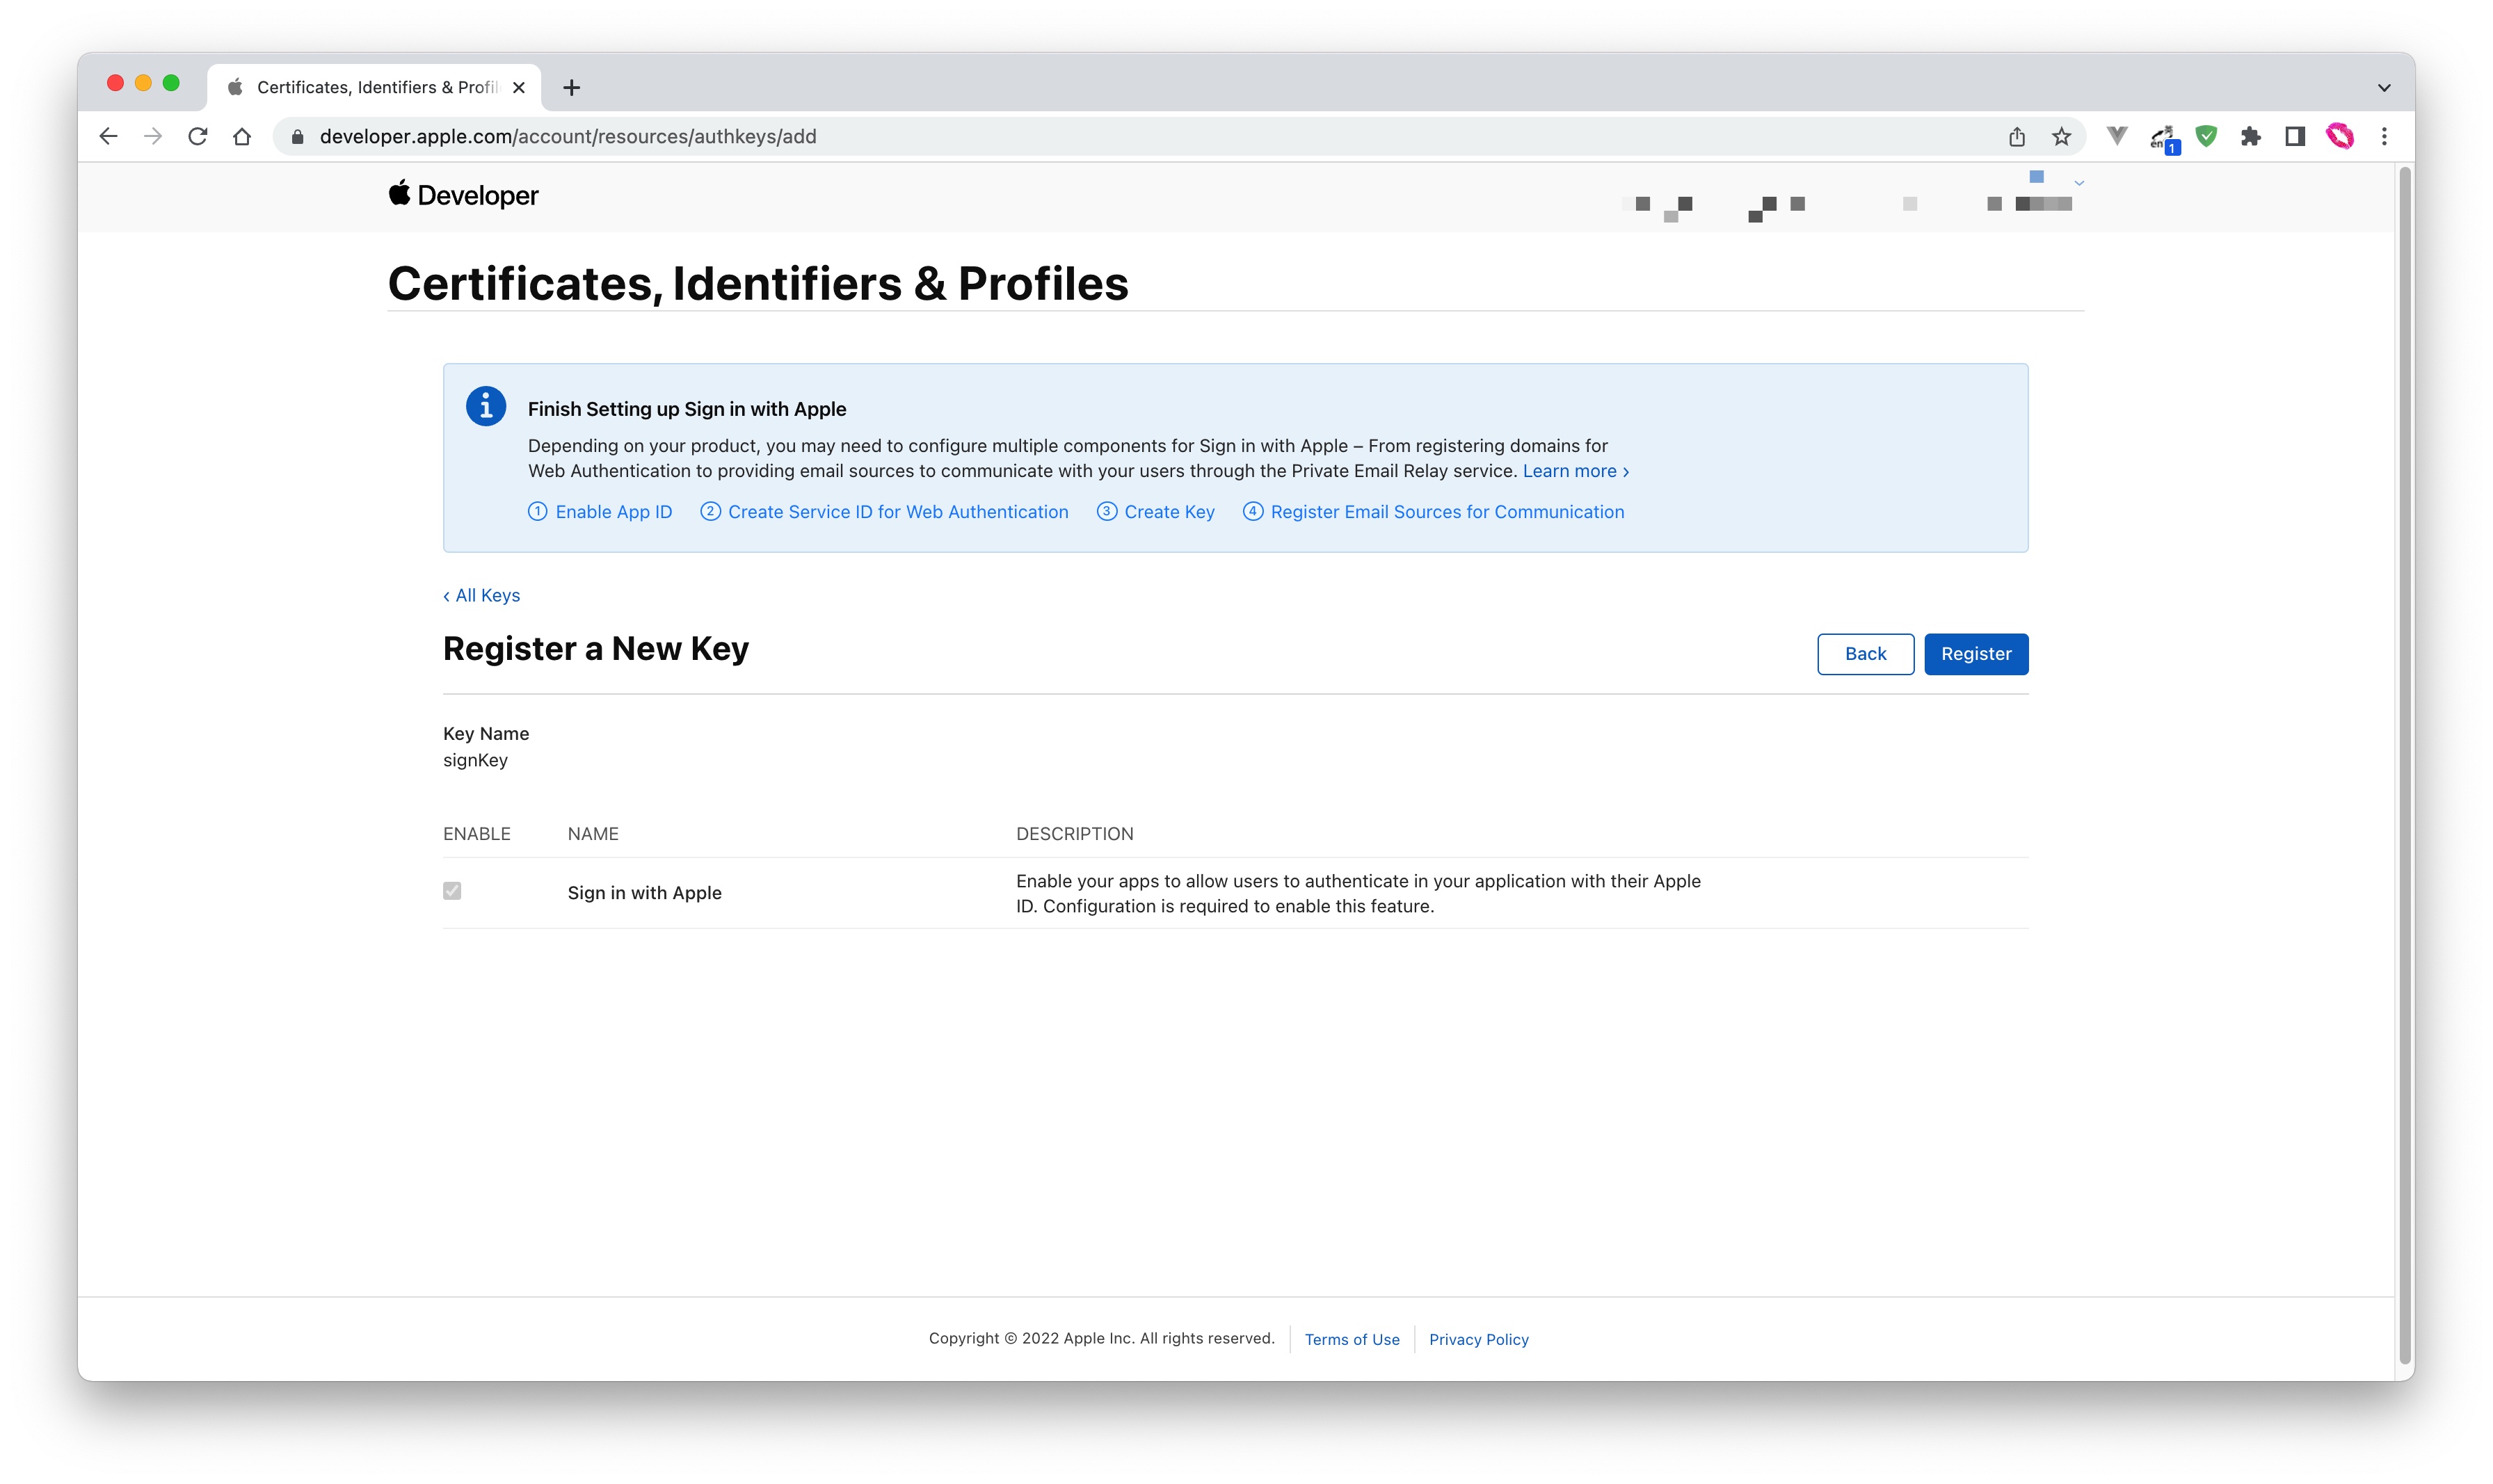 Certificates, Identifiers & Profil
developer.apple.com/account/resources/authkeys/add
en
1
Developer
Certificates, Identifiers & Profiles
Finish Setting up Sign in with Apple
Depending on your product, you may need to configure multiple components for Sign in with Apple – From registering domains for
Web Authentication to providing email sources to communicate with your users through the Private Email Relay service. Learn more ›
1 Enable App ID 2 Create Service ID for Web Authentication 3 Create Key 4 Register Email Sources for Communication
‹ All Keys
Register a New Key
Back
Register
Key Name
signKey
ENABLE NAME DESCRIPTION
Sign in with Apple
Enable your apps to allow users to authenticate in your application with their Apple
ID. Configuration is required to enable this feature.
Copyright © 2022 Apple Inc. All rights reserved. Terms of Use Privacy Policy